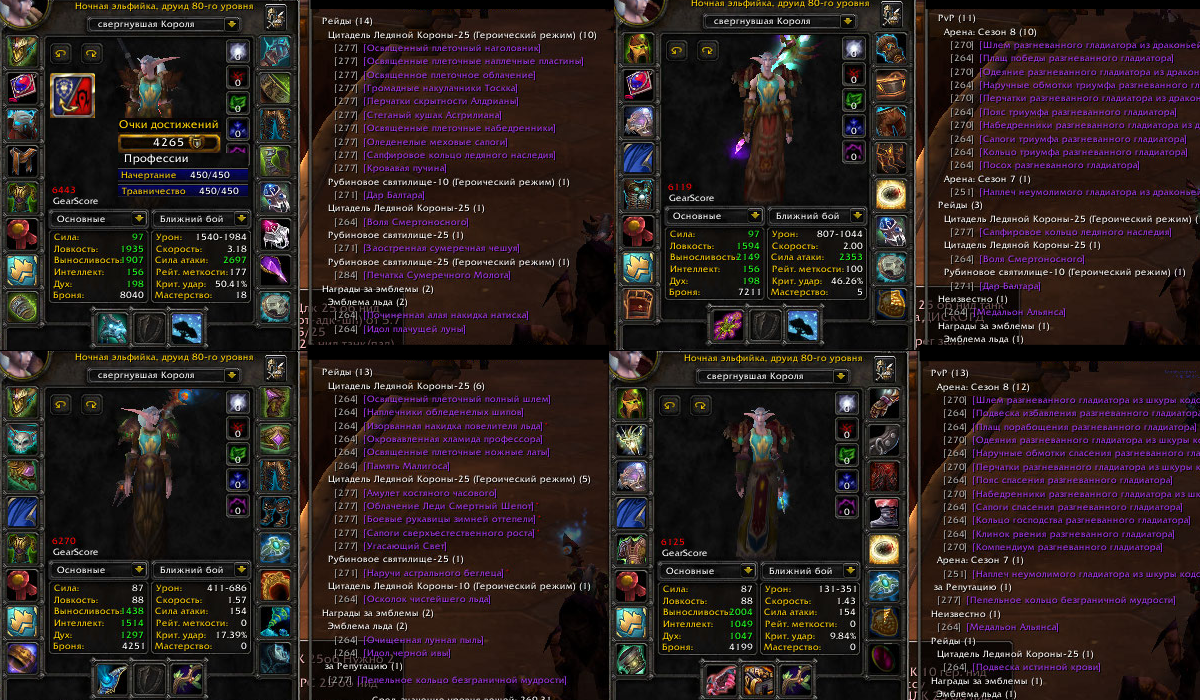 Ночная эльфийка, друид 80-го уровня
свергнувшая Короля
Очки достижений
4265
Профессии
Начертание 450/450
Травничество 450/450
6443
GearScore
Основные
Ближний бой
Сила: 97
Ловкость: 1935
Выносливость:1907
Интеллект: 156
Дух: 198
Броня: 8040
Урон: 1540-1984
Скорость: 3.18
Сила атаки: 2697
Рейт. меткости:177
Крит. удар: 50.41%
Мастерство: 18
Рейды (14)
Цитадель Ледяной Короны-25 (Героический режим) (10)
[277] [Освященный плеточный наголовник]
[277] [Освященные плеточные наплечные пластины]
[277] [Освященное плеточное облачение]
[277] [Громадные накулачники Тоскка]
[277] [Перчатки скрытности Алдрианы]
[277] [Стеганый кушак Астрилиана]
[277] [Освященные плеточные набедренники]
[277] [Оледенелые меховые сапоги]
[277] [Сапфировое кольцо ледяного наследия]
[277] [Кровавая пучина]
Рубиновое святилище-10 (Героический режим) (1)
[271] [Дар Балтара]
Цитадель Ледяной Короны-25 (1)
[264] [Воля Смертоносного]
Рубиновое святилище-25 (1)
[271] [Заостренная сумеречная чешуя]
Рубиновое святилище-25 (Героический режим) (1)
[284] [Печатка Сумеречного Молота]
Награды за эмблемы (2)
Эмблема льда (2)
[264] [Починенная алая накидка натиска]
[264] [Идол плачущей луны]
Ночная эльфийка, друид 80-го уровня
свергнувшая Короля
6119
GearScore
Основные
Ближний бой
Сила: 97
Ловкость: 1594
Выносливость:2149
Интеллект: 156
Дух: 198
Броня: 7211
Урон: 807-1044
Скорость: 2.00
Сила атаки: 2353
Рейт. меткости:100
Крит. удар: 46.26%
Мастерство: 5
PvP (11)
Арена: Сезон 8 (10)
[270] [Шлем разгневанного гладиатора из драконьей
[264] [Плащ победы разгневанного гладиатора]
[270] [Одеяние разгневанного гладиатора из дракон
[264] [Наручные обмотки триумфа разгневанного гл
[270] [Перчатки разгневанного гладиатора из дракон
[264] [Пояс триумфа разгневанного гладиатора]
[270] [Набедренники разгневанного гладиатора из др
[264] [Сапоги триумфа разгневанного гладиатора]
[264] [Кольцо триумфа разгневанного гладиатора]
[264] [Посох разгневанного гладиатора]
Арена: Сезон 7 (1)
[251] [Наплеч неумолимого гладиатора из драконье
Рейды (3)
Цитадель Ледяной Короны-25 (Героический режим) (
[277] [Сапфировое кольцо ледяного наследия]
Цитадель Ледяной Короны-25 (1)
[264] [Воля Смертоносного]
Рубиновое святилище-10 (Героический режим) (1)
[271] [Дар Балтара]
Неизвестно (1)
[264] [Медальон Альянса]
Награды за эмблемы (1)
Эмблема льда (1)
Ночная эльфийка, друид 80-го уровня
свергнувшая Короля
6270
GearScore
Основные
Ближний бой
Сила: 87
Ловкость: 88
Выносливость:1438
Интеллект: 1514
Дух: 1297
Броня: 4251
Урон: 411-686
Скорость: 1.57
Сила атаки: 154
Рейт. меткости: 0
Крит. удар: 17.39%
Мастерство: 0
Рейды (13)
Цитадель Ледяной Короны-25 (6)
[264] [Освященный плеточный полный шлем]
[264] [Наплечники обледенелых шипов]
[264] [Изорванная накидка повелителя льда]
[264] [Окровавленная хламида профессора]
[264] [Освященные плеточные ножные латы]
[264] [Память Малигоса]
Цитадель Ледяной Короны-25 (Героический режим) (5)
[277] [Амулет костяного часового]
[277] [Облачение Леди Смертный Шепот]
[277] [Боевые рукавицы зимней оттепели]
[277] [Сапоги сверхъестественного роста]
[277] [Угасающий Свет]
Рубиновое святилище-25 (1)
[271] [Наручи астрального беглеца]
Цитадель Ледяной Короны-10 (Героический режим) (1)
[264] [Осколок чистейшего льда]
Награды за эмблемы (2)
Эмблема льда (2)
[264] [Очищенная лунная пыль]
[264] [Идол черной ивы]
за Репутацию (1)
[277] [Пепельное кольцо безграничной мудрости]
Ночная эльфийка, друид 80-го уровня
свергнувшая Короля
6125
GearScore
Основные
Ближний бой
Сила: 87
Ловкость: 88
Выносливость:2004
Интеллект: 1049
Дух: 1047
Броня: 4199
Урон: 131-351
Скорость: 1.43
Сила атаки: 154
Рейт. меткости: 0
Крит. удар: 9.84%
Мастерство: 0
PvP (13)
Арена: Сезон 8 (12)
[270] [Шлем разгневанного гладиатора из шкуры кодо
[264] [Подвеска избавления разгневанного гладиатор
[264] [Плащ порабощения разгневанного гладиатора]
[270] [Одеяния разгневанного гладиатора из шкуры ко
[264] [Наручные обмотки спасения разгневанного гла
[270] [Перчатки разгневанного гладиатора из шкуры к
[264] [Пояс спасения разгневанного гладиатора]
[270] [Набедренники разгневанного гладиатора из шк
[264] [Сапоги спасения разгневанного гладиатора]
[264] [Кольцо господства разгневанного гладиатора]
[264] [Клинок рвения разгневанного гладиатора]
[270] [Компендиум разгневанного гладиатора]
Арена: Сезон 7 (1)
[251] [Наплеч неумолимого гладиатора из шкуры кодо
за Репутацию (1)
[277] [Пепельное кольцо безграничной мудрости]
Неизвестно (1)
[264] [Медальон Альянса]
Рейды (1)
Цитадель Ледяной Короны-25 (1)
[264] [Подвеска истинной крови]
Награды за эмблемы (1)
Эмблема льда (1)